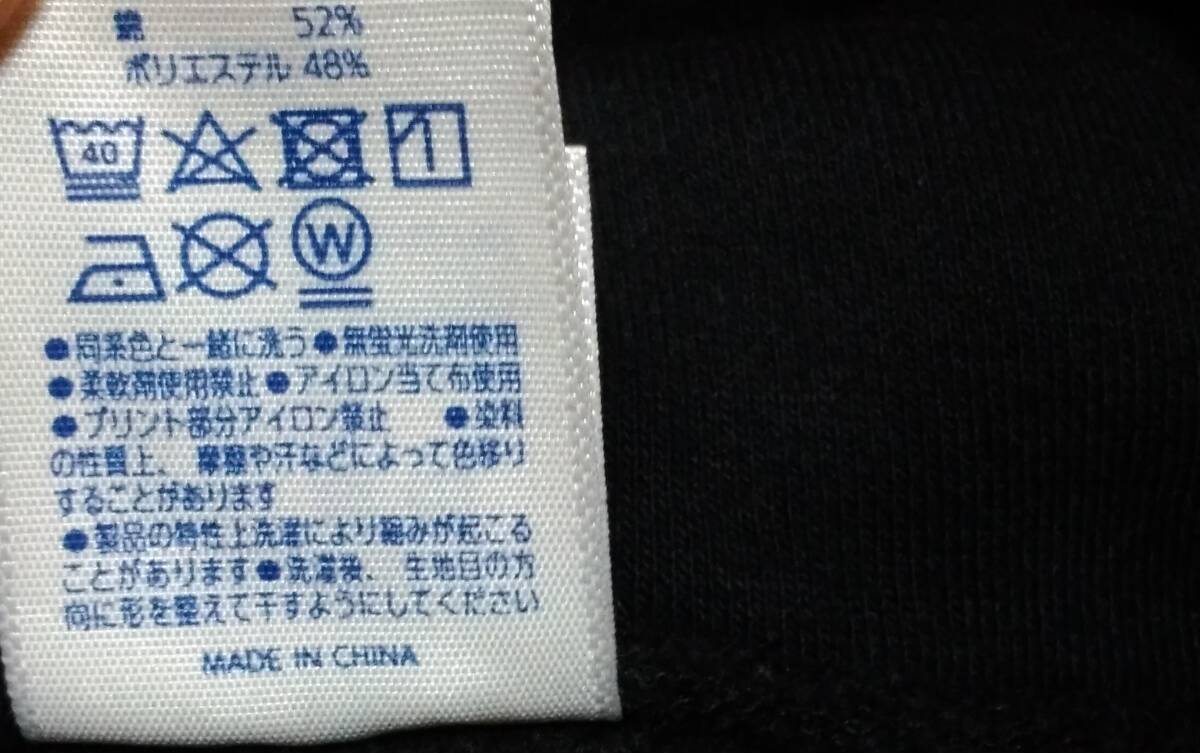 綿 52%
ポリエステル 48%
40
W
●同系色と一緒に洗う●無蛍光洗剤使用
●柔軟剤使用禁止 ●アイロン当て布使用
●プリント部分アイロン禁止 ●染料
の性質上、摩擦や汗などによって色移り
することがあります
●製品の特性上洗濯により縮みが起こる
ことがあります●洗濯後、生地目の方
向に形を整えて干すようにしてください
MADE IN CHINA